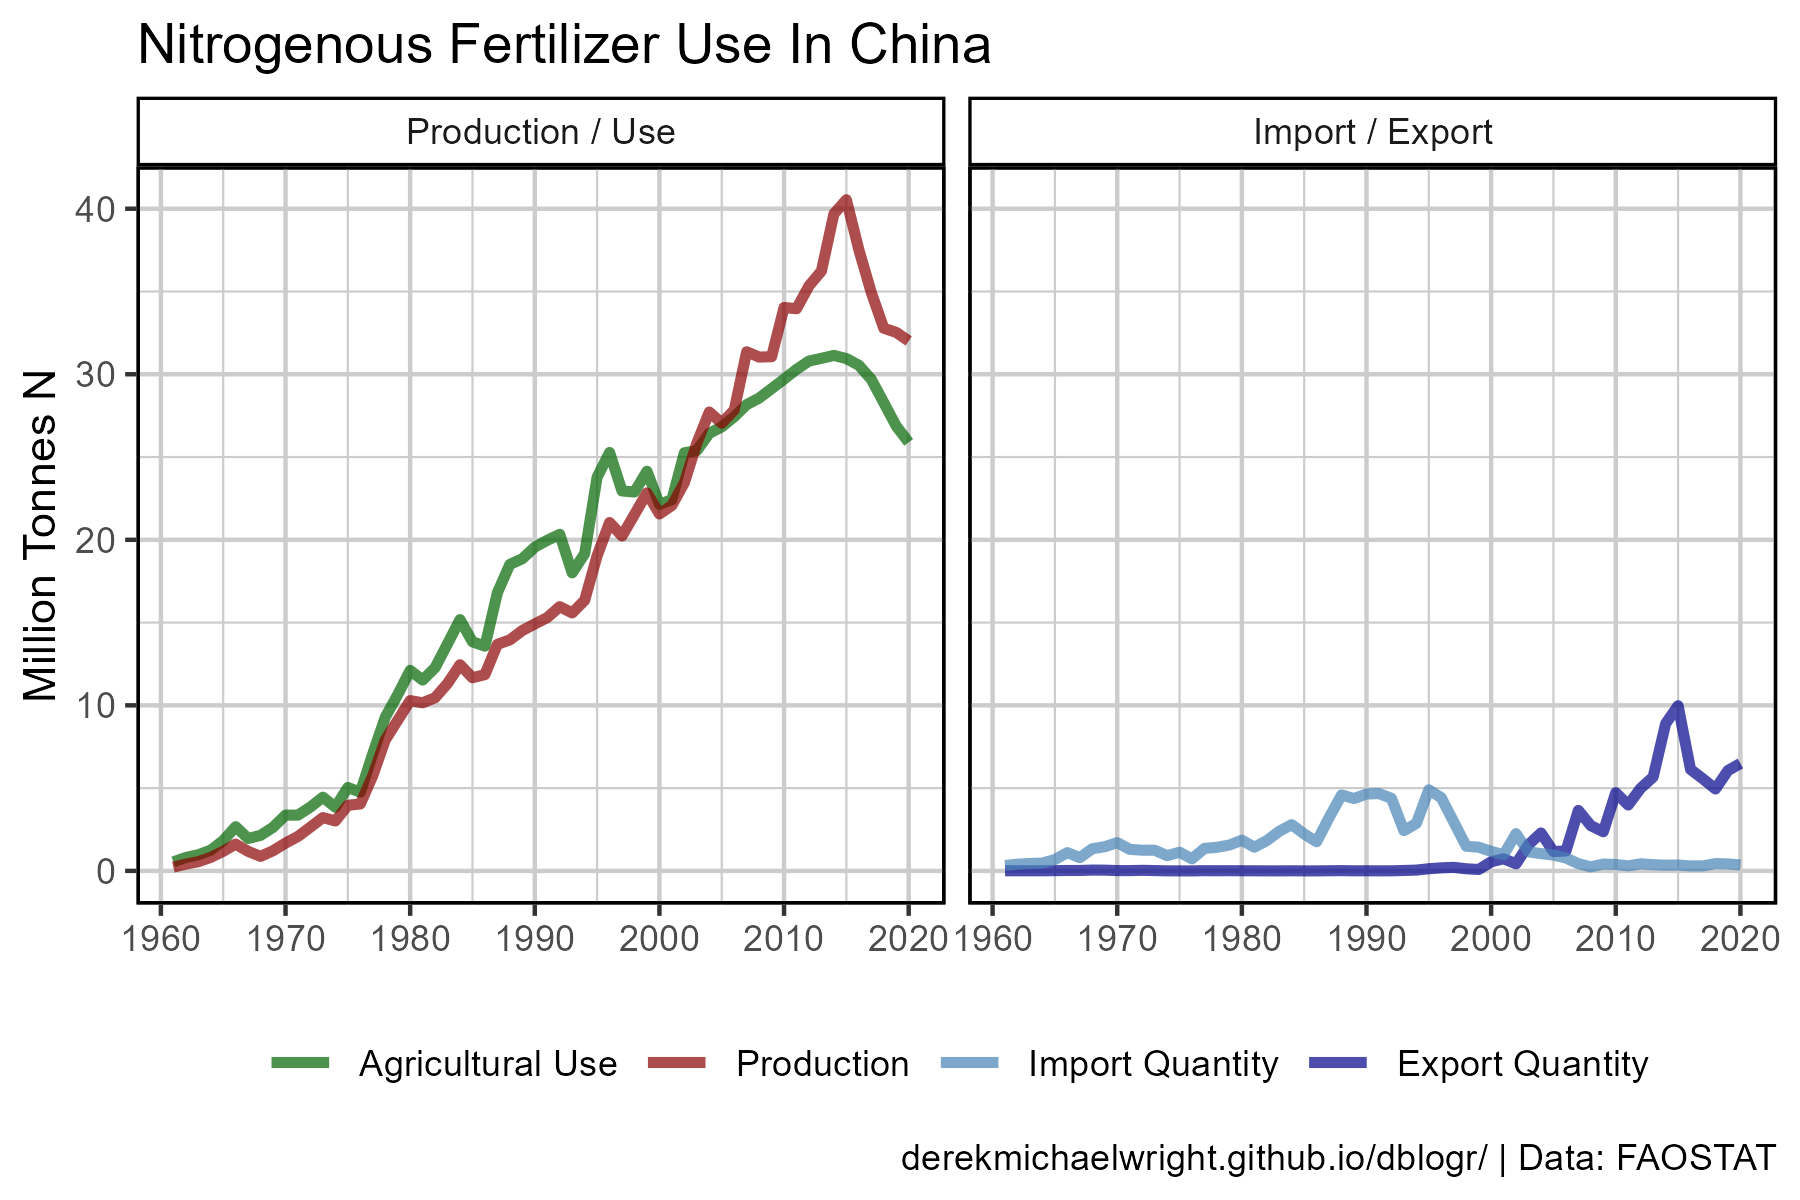 Nitrogenous Fertilizer Use In China
Production / Use
Import / Export
Million Tonnes N
40
30
20
10
0
1960 1970 1980 1990 2000 2010 2020
1960 1970 1980 1990 2000 2010 2020
Agricultural Use Production Import Quantity Export Quantity
derekmichaelwright.github.io/dblogr/ | Data: FAOSTAT